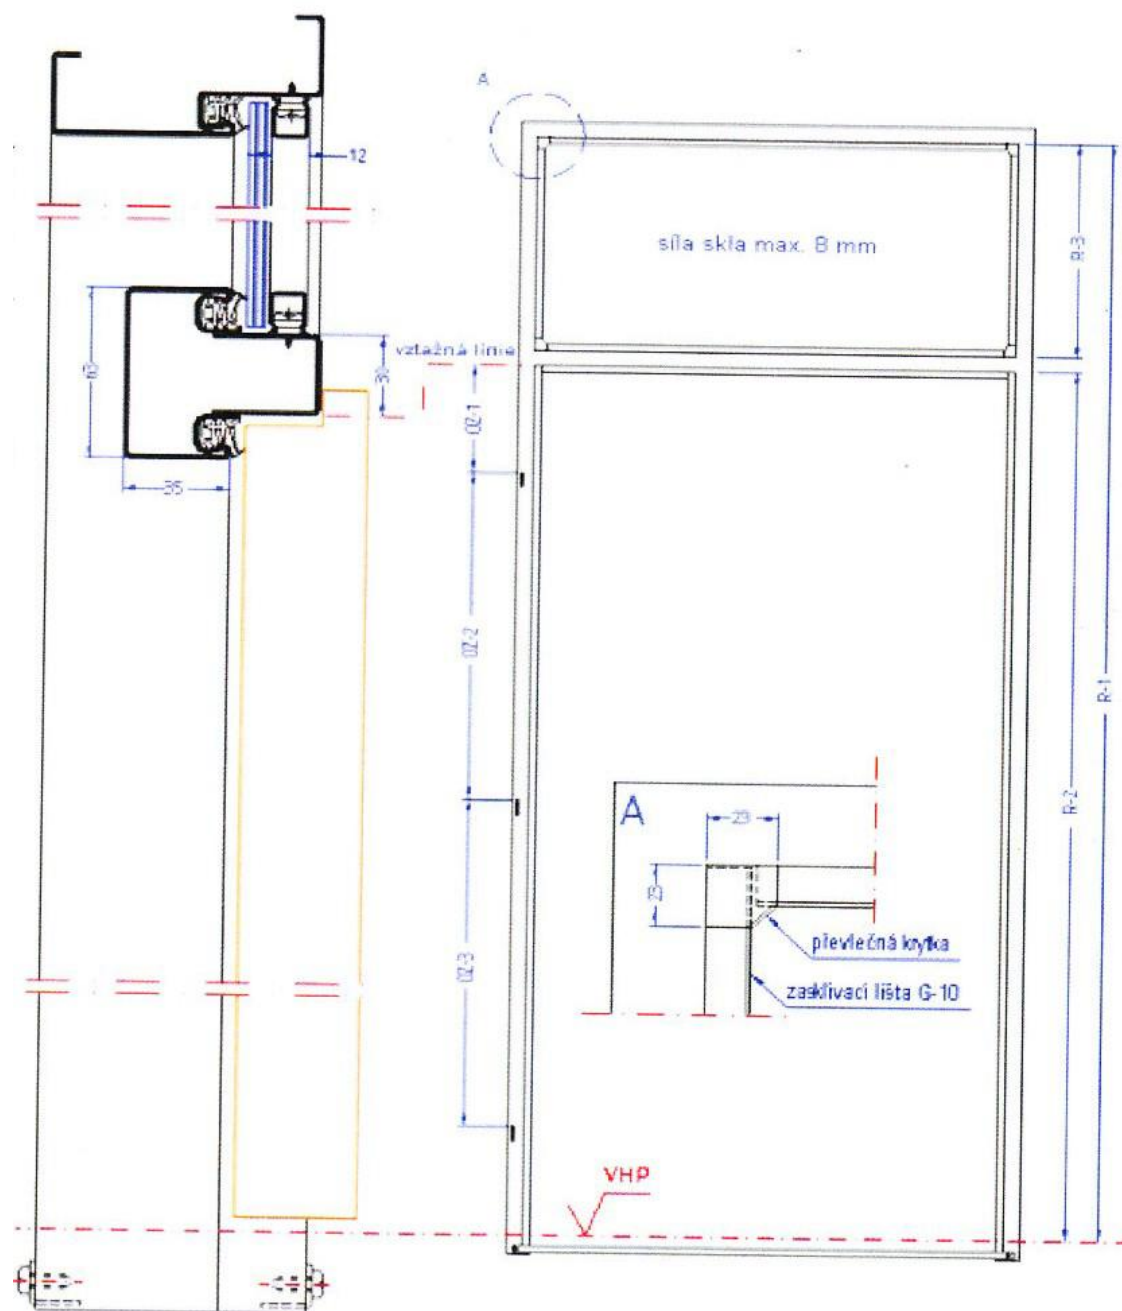 A
12
síla skla max. 8 mm
R-3
vztažná linie
63
30
OZ-1
35
OZ-2
R-1
R-2
A
23
23
převlečná krytka
OZ-3
zasklívací lišta G-10
VHP